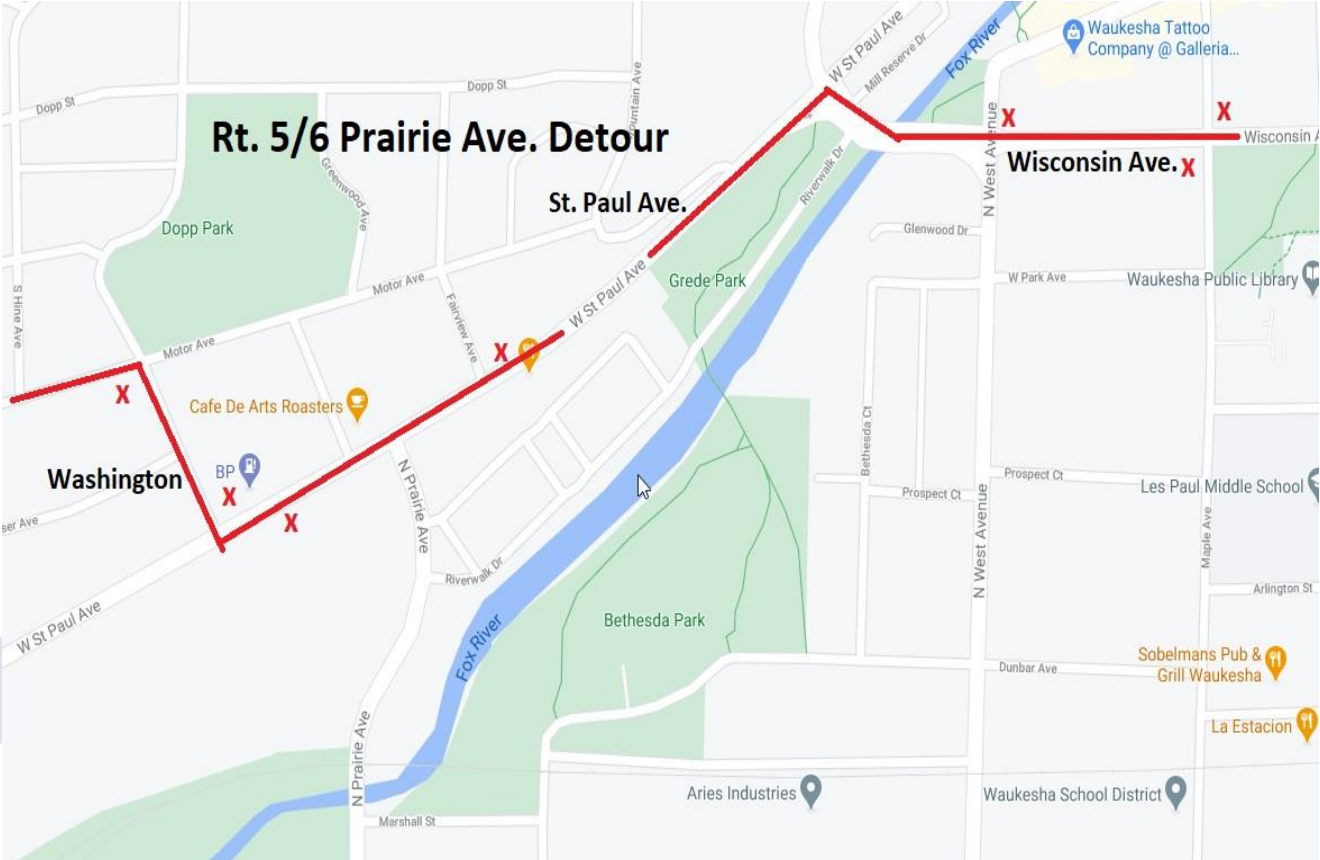 W St Paul Ave
Mill Reserve Dr
Fox River
Waukesha Tattoo
Company @ Galleria...
Dopp St
Dopp St
Rt. 5/6 Prairie Ave. Detour
X
X
N West Avenue
Wisconsin A
Wisconsin Ave.
X
Greenwood Ave
untain Ave
St. Paul Ave.
Riverwalk Dr
Dopp Park
Glenwood Dr
Grede Park
W St Paul Ave
Motor Ave
W Park Ave
Waukesha Public Library
S Hine Ave
Fairview Ave
Motor Ave
X
X
Cafe De Arts Roasters
Bethesda Ct
Washington
BP
X
X
N Prairie Ave
Prospect Ct
Prospect Ct
Les Paul Middle School
ser Ave
N West Avenue
Maple Ave
Riverwalk Dr
Arlington St
W St Paul Ave
Fox River
Bethesda Park
Dunbar Ave
Sobelmans Pub &
Grill Waukesha
La Estacion
N Prairie Ave
Aries Industries
Waukesha School District
Marshall St